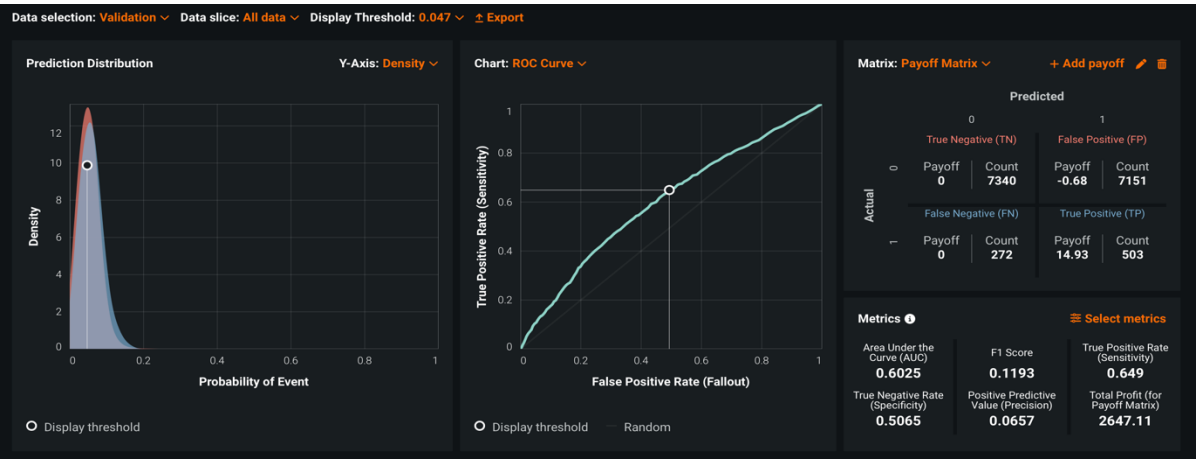 Data selection: Validation Data slice: All data Display Threshold: 0.047 Export
Prediction Distribution
Y-Axis: Density
12
10
8
6
4
2
0
Density
0 0.2 0.4 0.6 0.8 1
Probability of Event
Display threshold
Chart: ROC Curve
1
0.8
0.6
0.4
0.2
0
True Positive Rate (Sensitivity)
0 0.2 0.4 0.6 0.8 1
False Positive Rate (Fallout)
Display threshold Random
Matrix: Payoff Matrix
+ Add payoff
Predicted
0 1
Actual
0
True Negative (TN) False Positive (FP)
Payoff Count Payoff Count
0 7340 -0.68 7151
1
False Negative (FN) True Positive (TP)
Payoff Count Payoff Count
0 272 14.93 503
Metrics
Select metrics
Area Under the
Curve (AUC)
0.6025
F1 Score
0.1193
True Positive Rate
(Sensitivity)
0.649
True Negative Rate
(Specificity)
0.5065
Positive Predictive
Value (Precision)
0.0657
Total Profit (for
Payoff Matrix)
2647.11